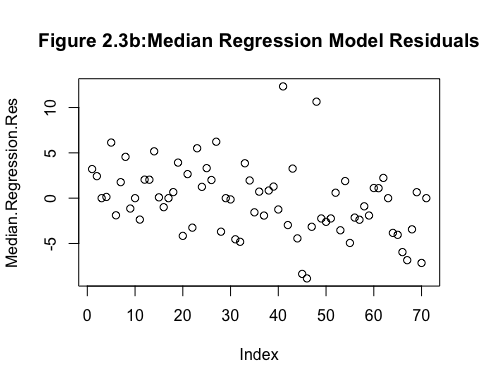 Figure 2.3b:Median Regression Model Residuals
Median.Regression.Res
10
5
0
-5
0 10 20 30 40 50 60 70
Index